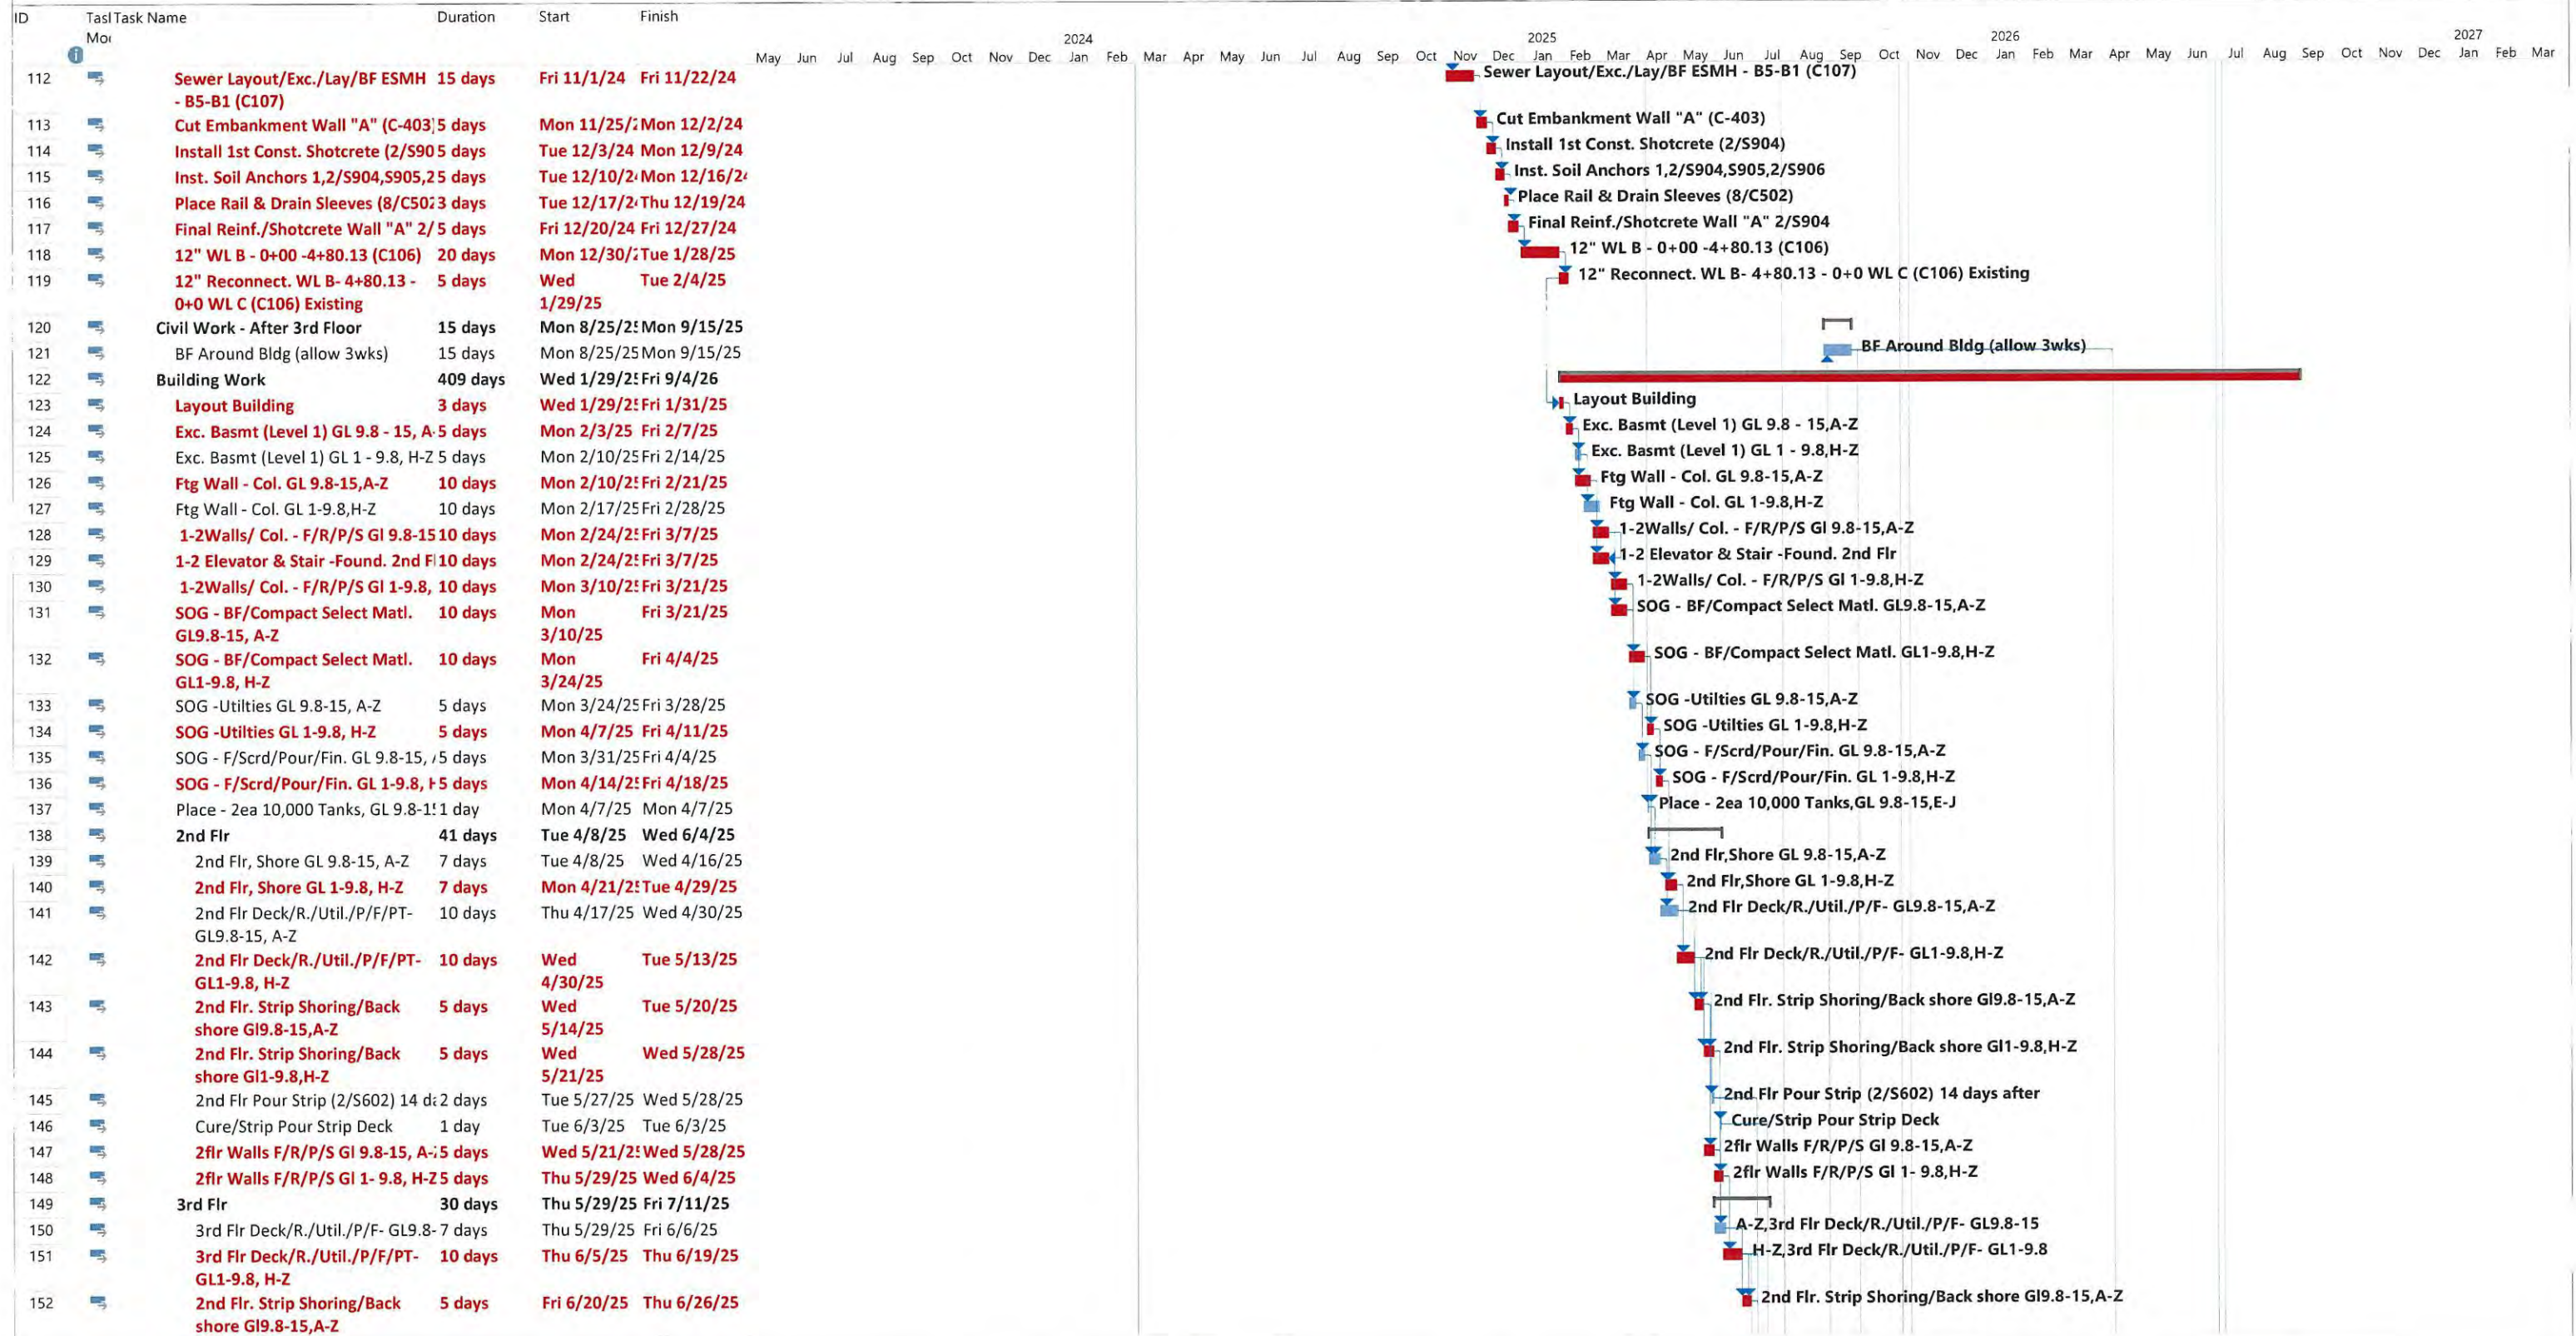 ID Tasl Task Name Duration Start Finish
Moı
2024 2025 2026 2027
May Jun Jul Aug Sep Oct Nov Dec Jan Feb Mar Apr May Jun Jul Aug Sep Oct Nov Dec Jan Feb Mar Apr May Jun Jul Aug Sep Oct Nov Dec Jan Feb Mar Apr May Jun Jul Aug Sep Oct Nov Dec Jan Feb Mar
112 Sewer Layout/Exc./Lay/BF ESMH 15 days Fri 11/1/24 Fri 11/22/24 Sewer Layout/Exc./Lay/BF ESMH - B5-B1 (C107)
- B5-B1 (C107)
113 Cut Embankment Wall "A" (C-403) 5 days Mon 11/25/2 Mon 12/2/24 Cut Embankment Wall "A" (C-403)
114 Install 1st Const. Shotcrete (2/S90 5 days Tue 12/3/24 Mon 12/9/24 Install 1st Const. Shotcrete (2/S904)
115 Inst. Soil Anchors 1,2/S904,S905,2 5 days Tue 12/10/24 Mon 12/16/24 Inst. Soil Anchors 1,2/S904,S905,2/S906
116 Place Rail & Drain Sleeves (8/C502 3 days Tue 12/17/24 Thu 12/19/24 Place Rail & Drain Sleeves (8/C502)
117 Final Reinf./Shotcrete Wall "A" 2/ 5 days Fri 12/20/24 Fri 12/27/24 Final Reinf./Shotcrete Wall "A" 2/S904
118 12" WL B - 0+00 -4+80.13 (C106) 20 days Mon 12/30/2 Tue 1/28/25 12" WL B - 0+00 -4+80.13 (C106)
119 12" Reconnect. WL B- 4+80.13 - 5 days Wed Tue 2/4/25 12" Reconnect. WL B- 4+80.13 - 0+0 WL C (C106) Existing
0+0 WL C (C106) Existing 1/29/25
120 Civil Work - After 3rd Floor 15 days Mon 8/25/25 Mon 9/15/25
121 BF Around Bldg (allow 3wks) 15 days Mon 8/25/25 Mon 9/15/25 BF Around Bldg (allow 3wks)
122 Building Work 409 days Wed 1/29/25 Fri 9/4/26
123 Layout Building 3 days Wed 1/29/25 Fri 1/31/25 Layout Building
124 Exc. Basmt (Level 1) GL 9.8 - 15, A- 5 days Mon 2/3/25 Fri 2/7/25 Exc. Basmt (Level 1) GL 9.8 - 15,A-Z
125 Exc. Basmt (Level 1) GL 1 - 9.8, H-Z 5 days Mon 2/10/25 Fri 2/14/25 Exc. Basmt (Level 1) GL 1 - 9.8,H-Z
126 Ftg Wall - Col. GL 9.8-15,A-Z 10 days Mon 2/10/25 Fri 2/21/25 Ftg Wall - Col. GL 9.8-15,A-Z
127 Ftg Wall - Col. GL 1-9.8,H-Z 10 days Mon 2/17/25 Fri 2/28/25 Ftg Wall - Col. GL 1-9.8,H-Z
128 1-2Walls/ Col. - F/R/P/S Gl 9.8-15 10 days Mon 2/24/25 Fri 3/7/25 1-2Walls/ Col. - F/R/P/S Gl 9.8-15,A-Z
129 1-2 Elevator & Stair -Found. 2nd Fl 10 days Mon 2/24/25 Fri 3/7/25 1-2 Elevator & Stair -Found. 2nd Flr
130 1-2Walls/ Col. - F/R/P/S Gl 1-9.8, 10 days Mon 3/10/25 Fri 3/21/25 1-2Walls/ Col. - F/R/P/S Gl 1-9.8,H-Z
131 SOG - BF/Compact Select Matl. 10 days Mon Fri 3/21/25 SOG - BF/Compact Select Matl. GL9.8-15,A-Z
GL9.8-15, A-Z 3/10/25
132 SOG - BF/Compact Select Matl. 10 days Mon Fri 4/4/25 SOG - BF/Compact Select Matl. GL1-9.8,H-Z
GL1-9.8, H-Z 3/24/25
133 SOG -Utilties GL 9.8-15, A-Z 5 days Mon 3/24/25 Fri 3/28/25 SOG -Utilties GL 9.8-15,A-Z
134 SOG -Utilties GL 1-9.8, H-Z 5 days Mon 4/7/25 Fri 4/11/25 SOG -Utilties GL 1-9.8,H-Z
135 SOG - F/Scrd/Pour/Fin. GL 9.8-15, 5 days Mon 3/31/25 Fri 4/4/25 SOG - F/Scrd/Pour/Fin. GL 9.8-15,A-Z
136 SOG - F/Scrd/Pour/Fin. GL 1-9.8, H 5 days Mon 4/14/25 Fri 4/18/25 SOG - F/Scrd/Pour/Fin. GL 1-9.8,H-Z
137 Place - 2ea 10,000 Tanks, GL 9.8-15 1 day Mon 4/7/25 Mon 4/7/25 Place - 2ea 10,000 Tanks,GL 9.8-15,E-J
138 2nd Flr 41 days Tue 4/8/25 Wed 6/4/25
139 2nd Flr, Shore GL 9.8-15, A-Z 7 days Tue 4/8/25 Wed 4/16/25 2nd Flr,Shore GL 9.8-15,A-Z
140 2nd Flr, Shore GL 1-9.8, H-Z 7 days Mon 4/21/25 Tue 4/29/25 2nd Flr,Shore GL 1-9.8,H-Z
141 2nd Flr Deck/R./Util./P/F/PT- 10 days Thu 4/17/25 Wed 4/30/25 2nd Flr Deck/R./Util./P/F- GL9.8-15,A-Z
GL9.8-15, A-Z
142 2nd Flr Deck/R./Util./P/F/PT- 10 days Wed Tue 5/13/25 2nd Flr Deck/R./Util./P/F- GL1-9.8,H-Z
GL1-9.8, H-Z 4/30/25
143 2nd Flr. Strip Shoring/Back 5 days Wed Tue 5/20/25 2nd Flr. Strip Shoring/Back shore Gl9.8-15,A-Z
shore Gl9.8-15,A-Z 5/14/25
144 2nd Flr. Strip Shoring/Back 5 days Wed Wed 5/28/25 2nd Flr. Strip Shoring/Back shore Gl1-9.8,H-Z
shore Gl1-9.8,H-Z 5/21/25
145 2nd Flr Pour Strip (2/S602) 14 da 2 days Tue 5/27/25 Wed 5/28/25 2nd Flr Pour Strip (2/S602) 14 days after
146 Cure/Strip Pour Strip Deck 1 day Tue 6/3/25 Tue 6/3/25 Cure/Strip Pour Strip Deck
147 2flr Walls F/R/P/S Gl 9.8-15, A-Z 5 days Wed 5/21/25 Wed 5/28/25 2flr Walls F/R/P/S Gl 9.8-15,A-Z
148 2flr Walls F/R/P/S Gl 1- 9.8, H-Z 5 days Thu 5/29/25 Wed 6/4/25 2flr Walls F/R/P/S Gl 1- 9.8,H-Z
149 3rd Flr 30 days Thu 5/29/25 Fri 7/11/25
150 3rd Flr Deck/R./Util./P/F- GL9.8- 7 days Thu 5/29/25 Fri 6/6/25 A-Z,3rd Flr Deck/R./Util./P/F- GL9.8-15
151 3rd Flr Deck/R./Util./P/F/PT- 10 days Thu 6/5/25 Thu 6/19/25 H-Z,3rd Flr Deck/R./Util./P/F- GL1-9.8
GL1-9.8, H-Z
152 2nd Flr. Strip Shoring/Back 5 days Fri 6/20/25 Thu 6/26/25 2nd Flr. Strip Shoring/Back shore Gl9.8-15,A-Z
shore Gl9.8-15,A-Z